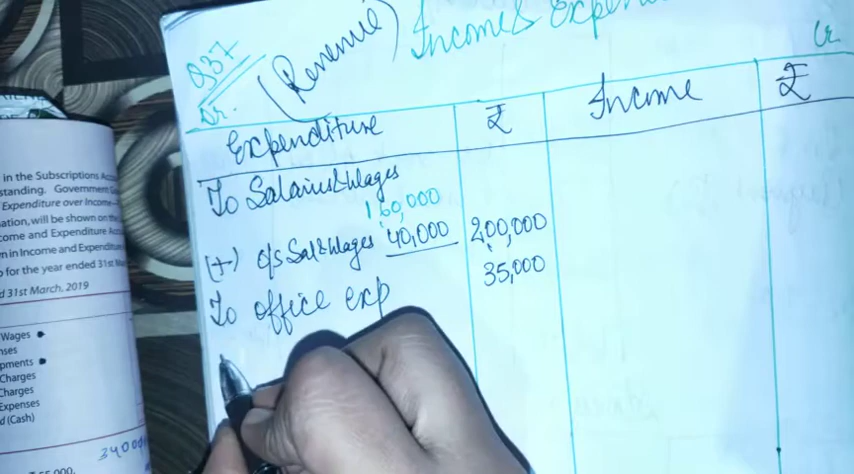 Q37
(Revenue) Income & Expen
Dr.
Cr
Expenditure ₹ Income ₹
To Salaries & Wages
160,000
(+) o/s Sal & Wages 40,000 200,000
To office exp 35,000
in the Subscriptions Acc
standing. Government
Expenditure over Income
ation, will be shown on the
come and Expenditure Acc
n in Income and Expenditure
for the year ended 31st Mar
d 31st March, 2019
Wages
nses
pments
Charges
Charges
Expenses
d (Cash)